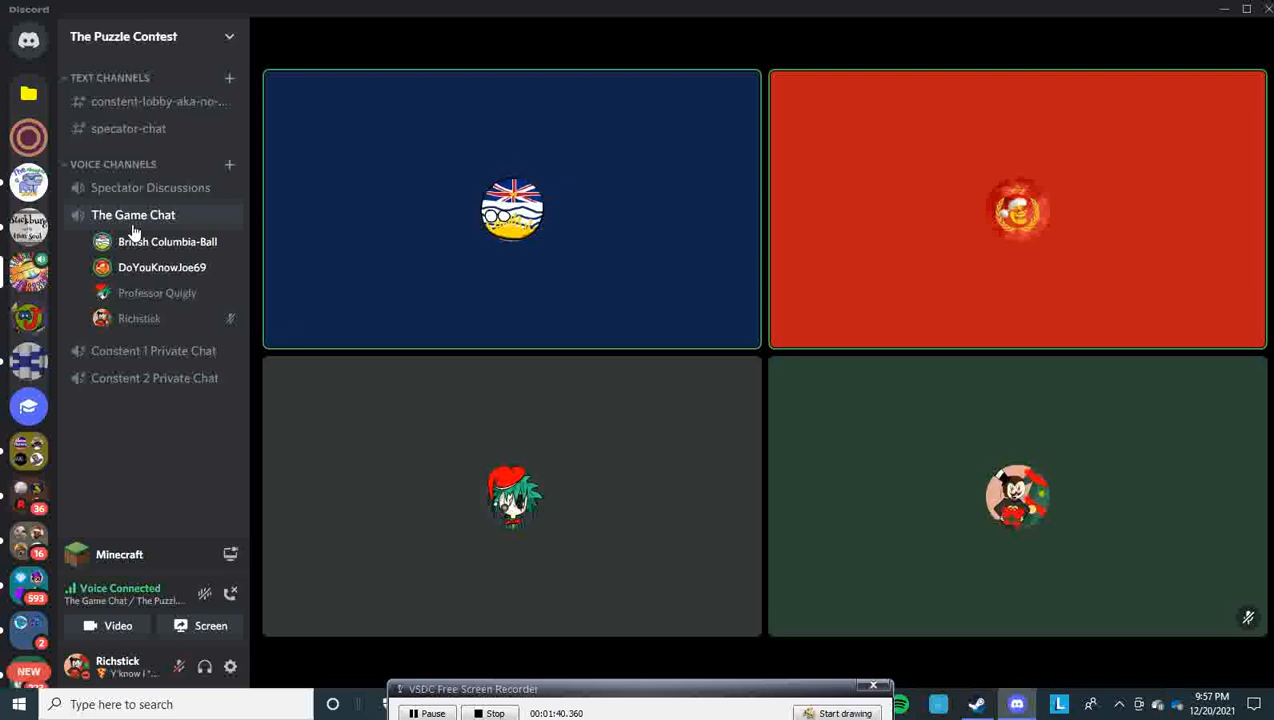 Discord
The Puzzle Contest
TEXT CHANNELS
constent-lobby-aka-no-...
specator-chat
VOICE CHANNELS
Spectator Discussions
The Game Chat
British Columbia-Ball
DoYouKnowJoe69
Professor Quigly
Richstick
Constent 1 Private Chat
Constent 2 Private Chat
36
16
593
2
NEW
Minecraft
Voice Connected
The Game Chat / The Puzzl...
Video
Screen
Richstick
Y'know i "...
VSDC Free Screen Recorder
Pause
Stop
00:01:40.360
Start drawing
Type here to search
L
9:57 PM
12/20/2021